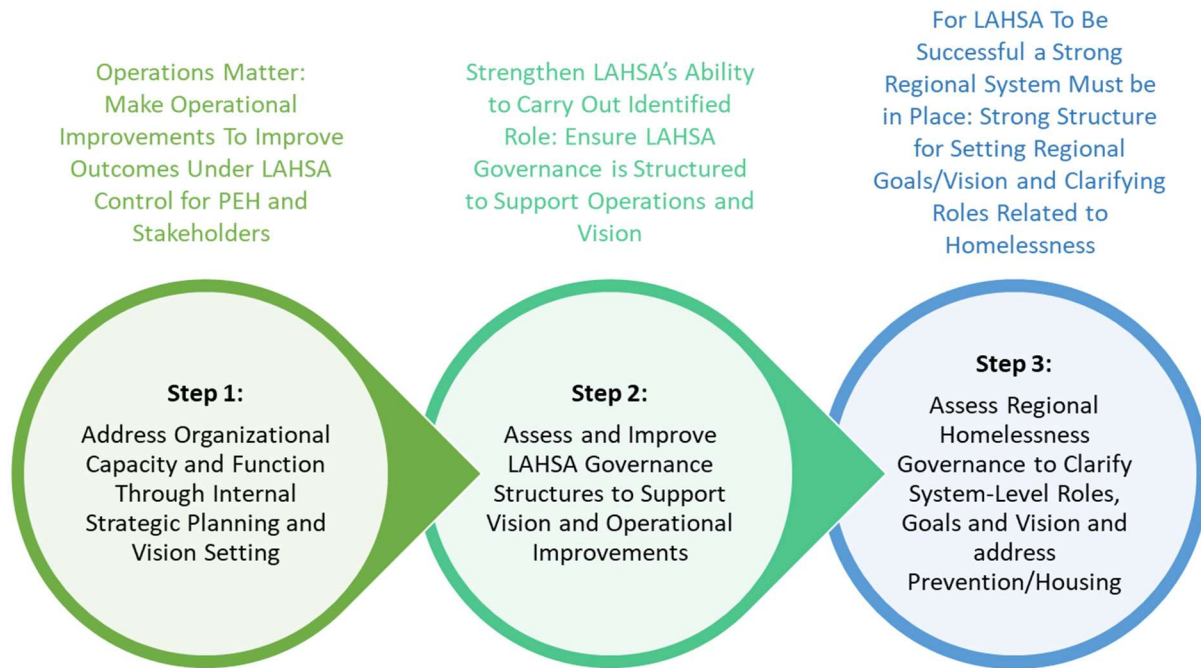 Operations Matter:
Make Operational
Improvements To Improve
Outcomes Under LAHSA
Control for PEH and
Stakeholders
Strengthen LAHSA’s Ability
to Carry Out Identified
Role: Ensure LAHSA
Governance is Structured
to Support Operations and
Vision
For LAHSA To Be
Successful a Strong
Regional System Must be
in Place: Strong Structure
for Setting Regional
Goals/Vision and Clarifying
Roles Related to
Homelessness
Step 1:
Address Organizational
Capacity and Function
Through Internal
Strategic Planning and
Vision Setting
Step 2:
Assess and Improve
LAHSA Governance
Structures to Support
Vision and Operational
Improvements
Step 3:
Assess Regional
Homelessness
Governance to Clarify
System-Level Roles,
Goals and Vision and
address
Prevention/Housing